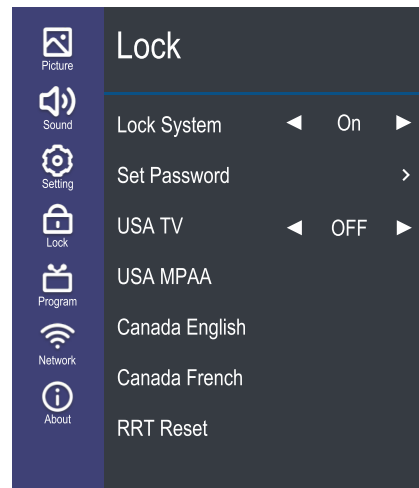 Picture
Sound
Setting
Lock
Program
Network
About
Lock
Lock System ◀ On ▶
Set Password >
USA TV ◀ OFF ▶
USA MPAA
Canada English
Canada French
RRT Reset